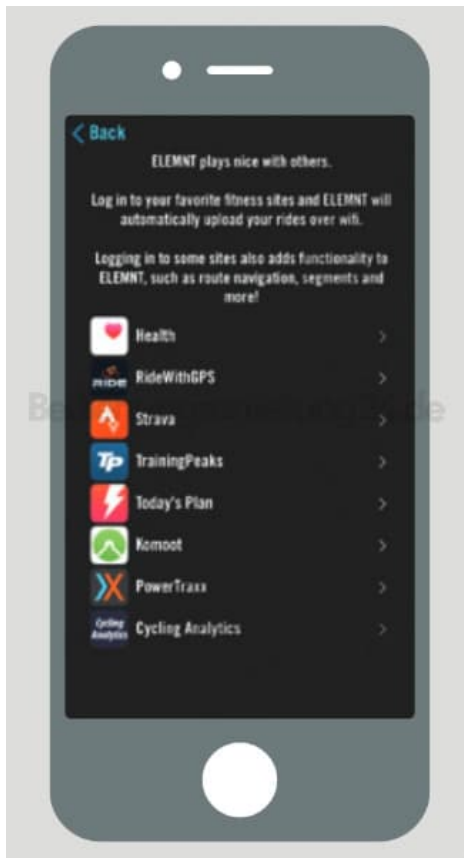 Back
ELEMNT plays nice with others.
Log in to your favorite fitness sites and ELEMNT will
automatically upload your rides over wifi.
Logging in to some sites also adds functionality to
ELEMNT, such as route navigation, segments and
more!
Health
RIDE RideWithGPS
Strava
TP TrainingPeaks
Today's Plan
Komoot
PowerTraxx
Cycling Analytics Cycling Analytics